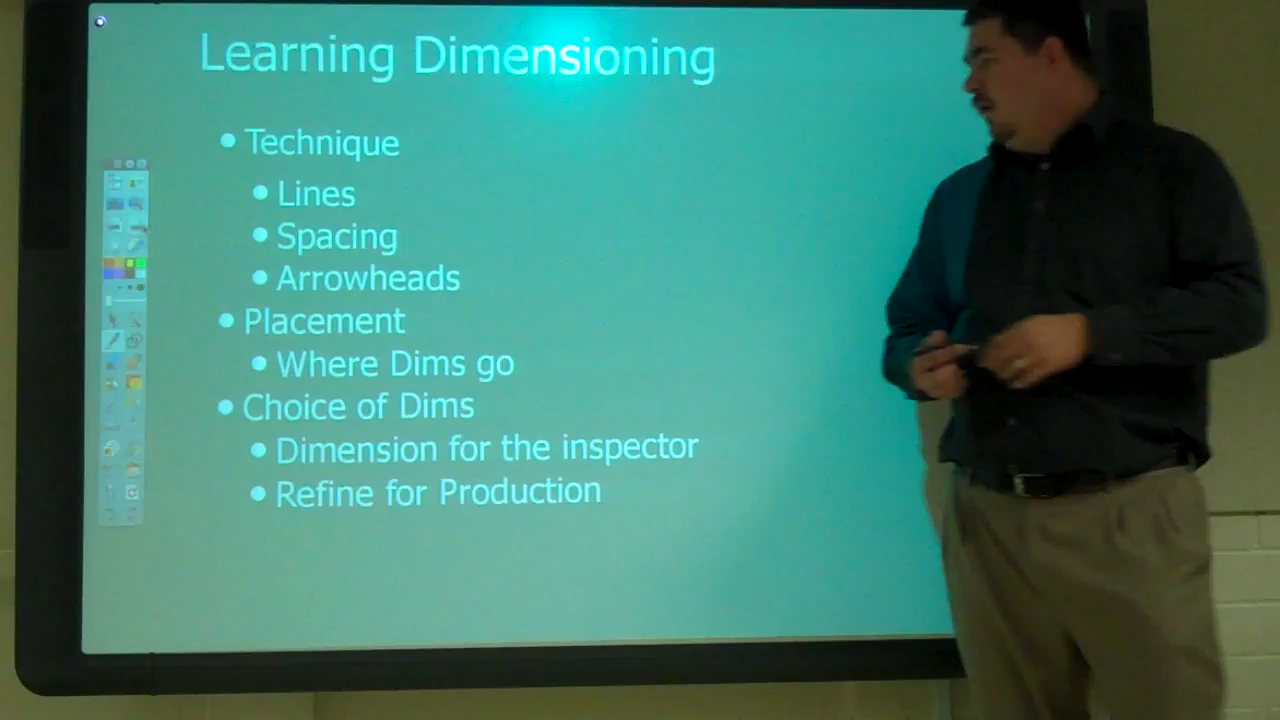 Learning Dimensioning
• Technique
• Lines
• Spacing
• Arrowheads
• Placement
• Where Dims go
• Choice of Dims
• Dimension for the inspector
• Refine for Production